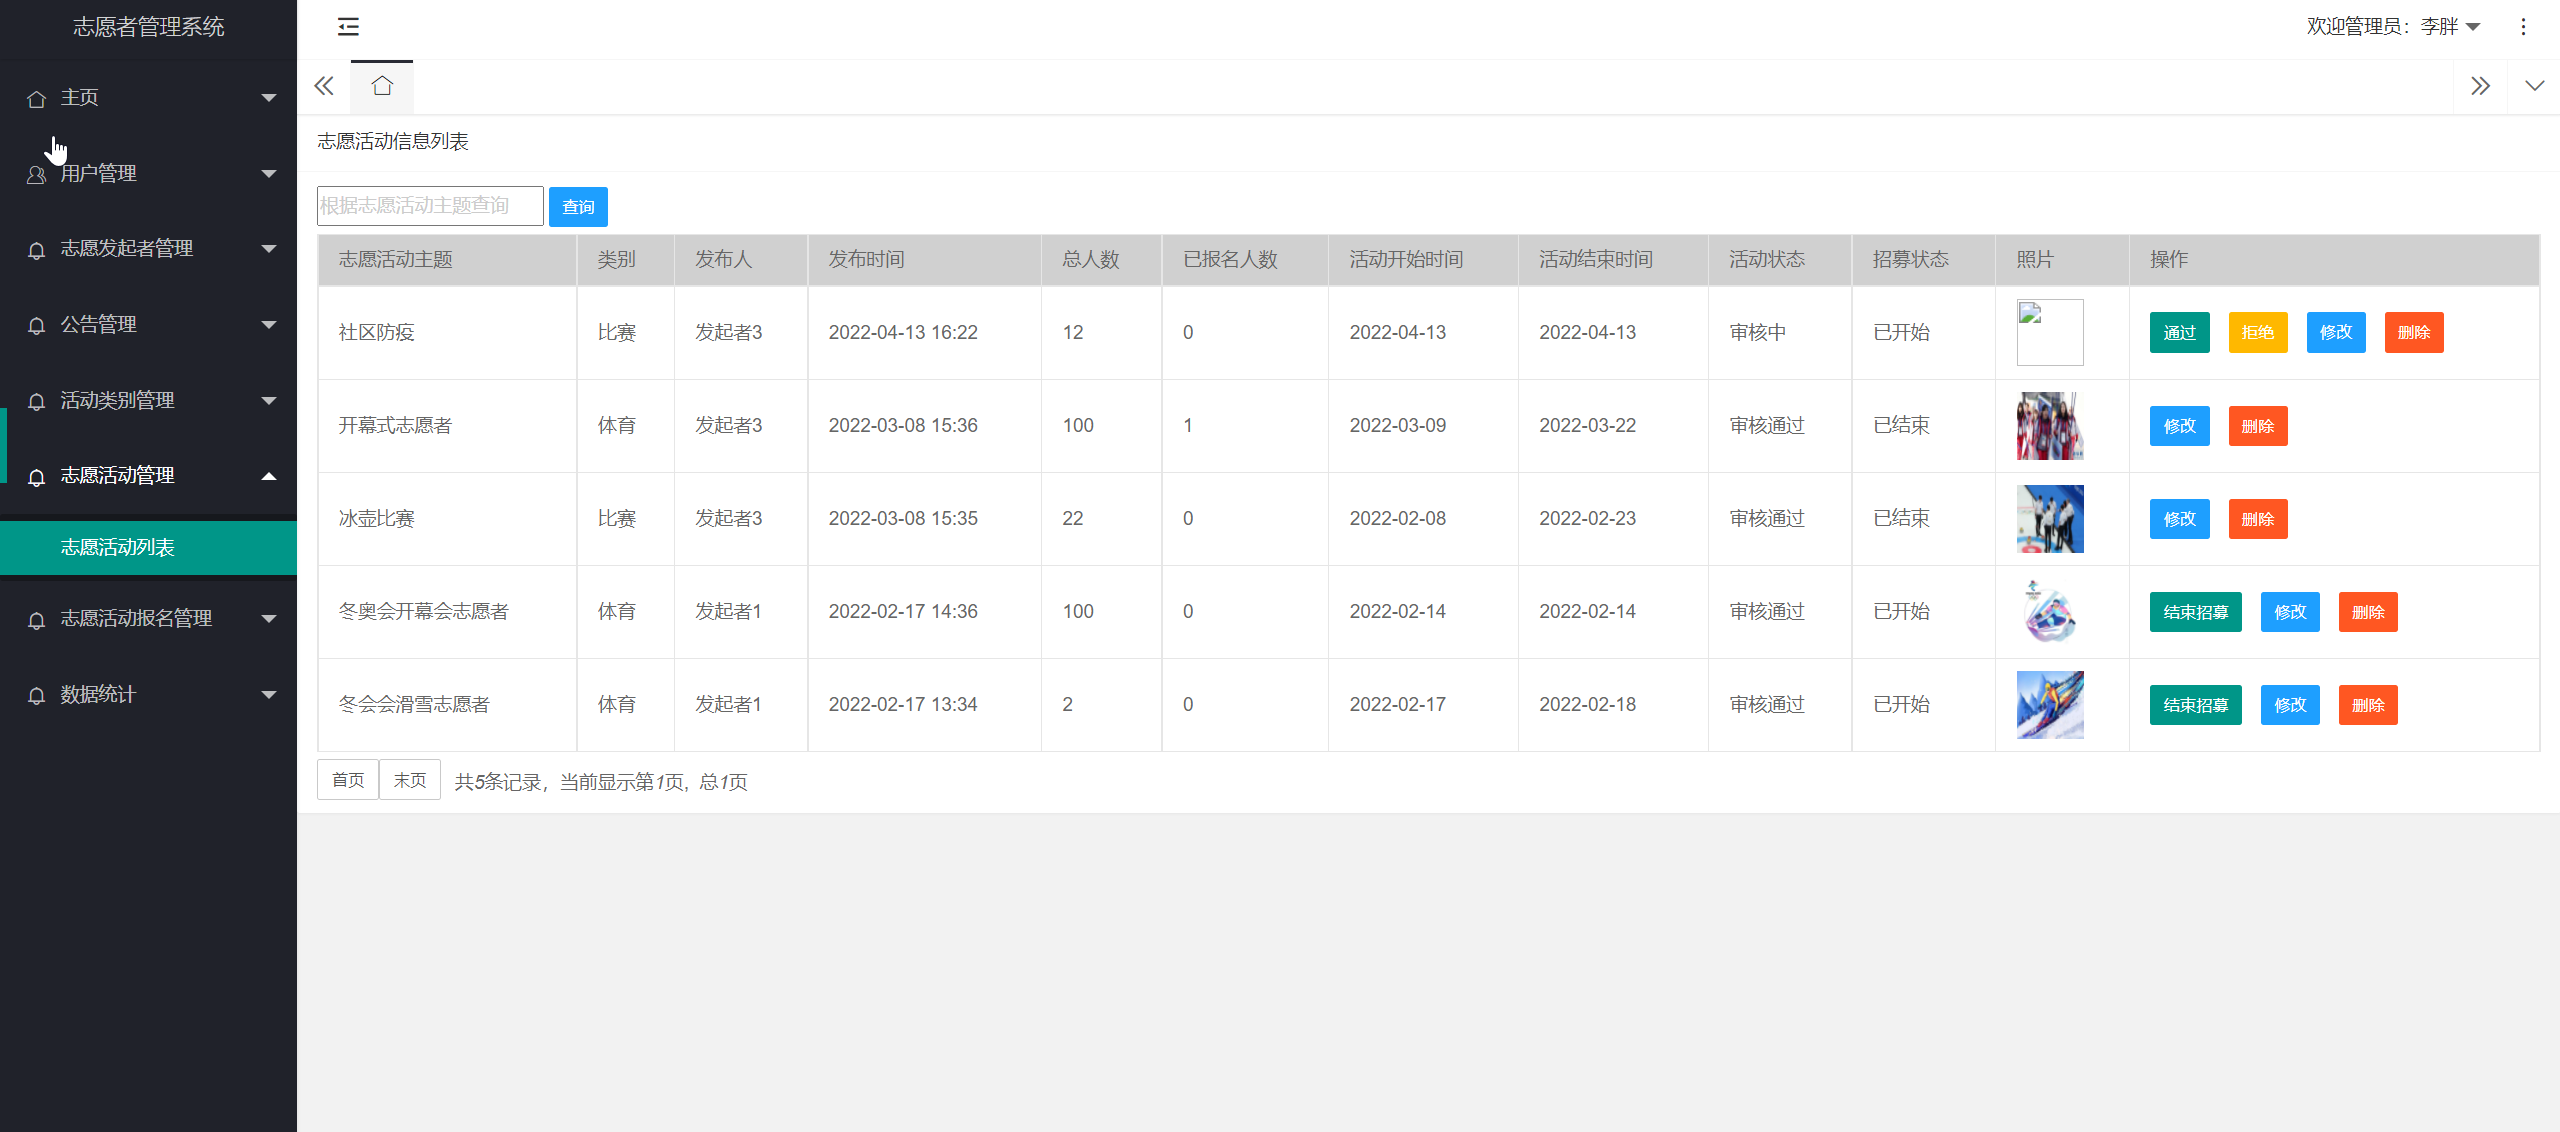 志愿者管理系统
欢迎管理员：李胖
主页
用户管理
志愿发起者管理
公告管理
活动类别管理
志愿活动管理
志愿活动列表
志愿活动报名管理
数据统计
志愿活动信息列表
根据志愿活动主题查询 查询
志愿活动主题 类别 发布人 发布时间 总人数 已报名人数 活动开始时间 活动结束时间 活动状态 招募状态 照片 操作
社区防疫 比赛 发起者3 2022-04-13 16:22 12 0 2022-04-13 2022-04-13 审核中 已开始 通过 拒绝 修改 删除
开幕式志愿者 体育 发起者3 2022-03-08 15:36 100 1 2022-03-09 2022-03-22 审核通过 已结束 修改 删除
冰壶比赛 比赛 发起者3 2022-03-08 15:35 22 0 2022-02-08 2022-02-23 审核通过 已结束 修改 删除
冬奥会开幕会志愿者 体育 发起者1 2022-02-17 14:36 100 0 2022-02-14 2022-02-14 审核通过 已开始 结束招募 修改 删除
冬会会滑雪志愿者 体育 发起者1 2022-02-17 13:34 2 0 2022-02-17 2022-02-18 审核通过 已开始 结束招募 修改 删除
首页 末页 共5条记录，当前显示第1页，总1页